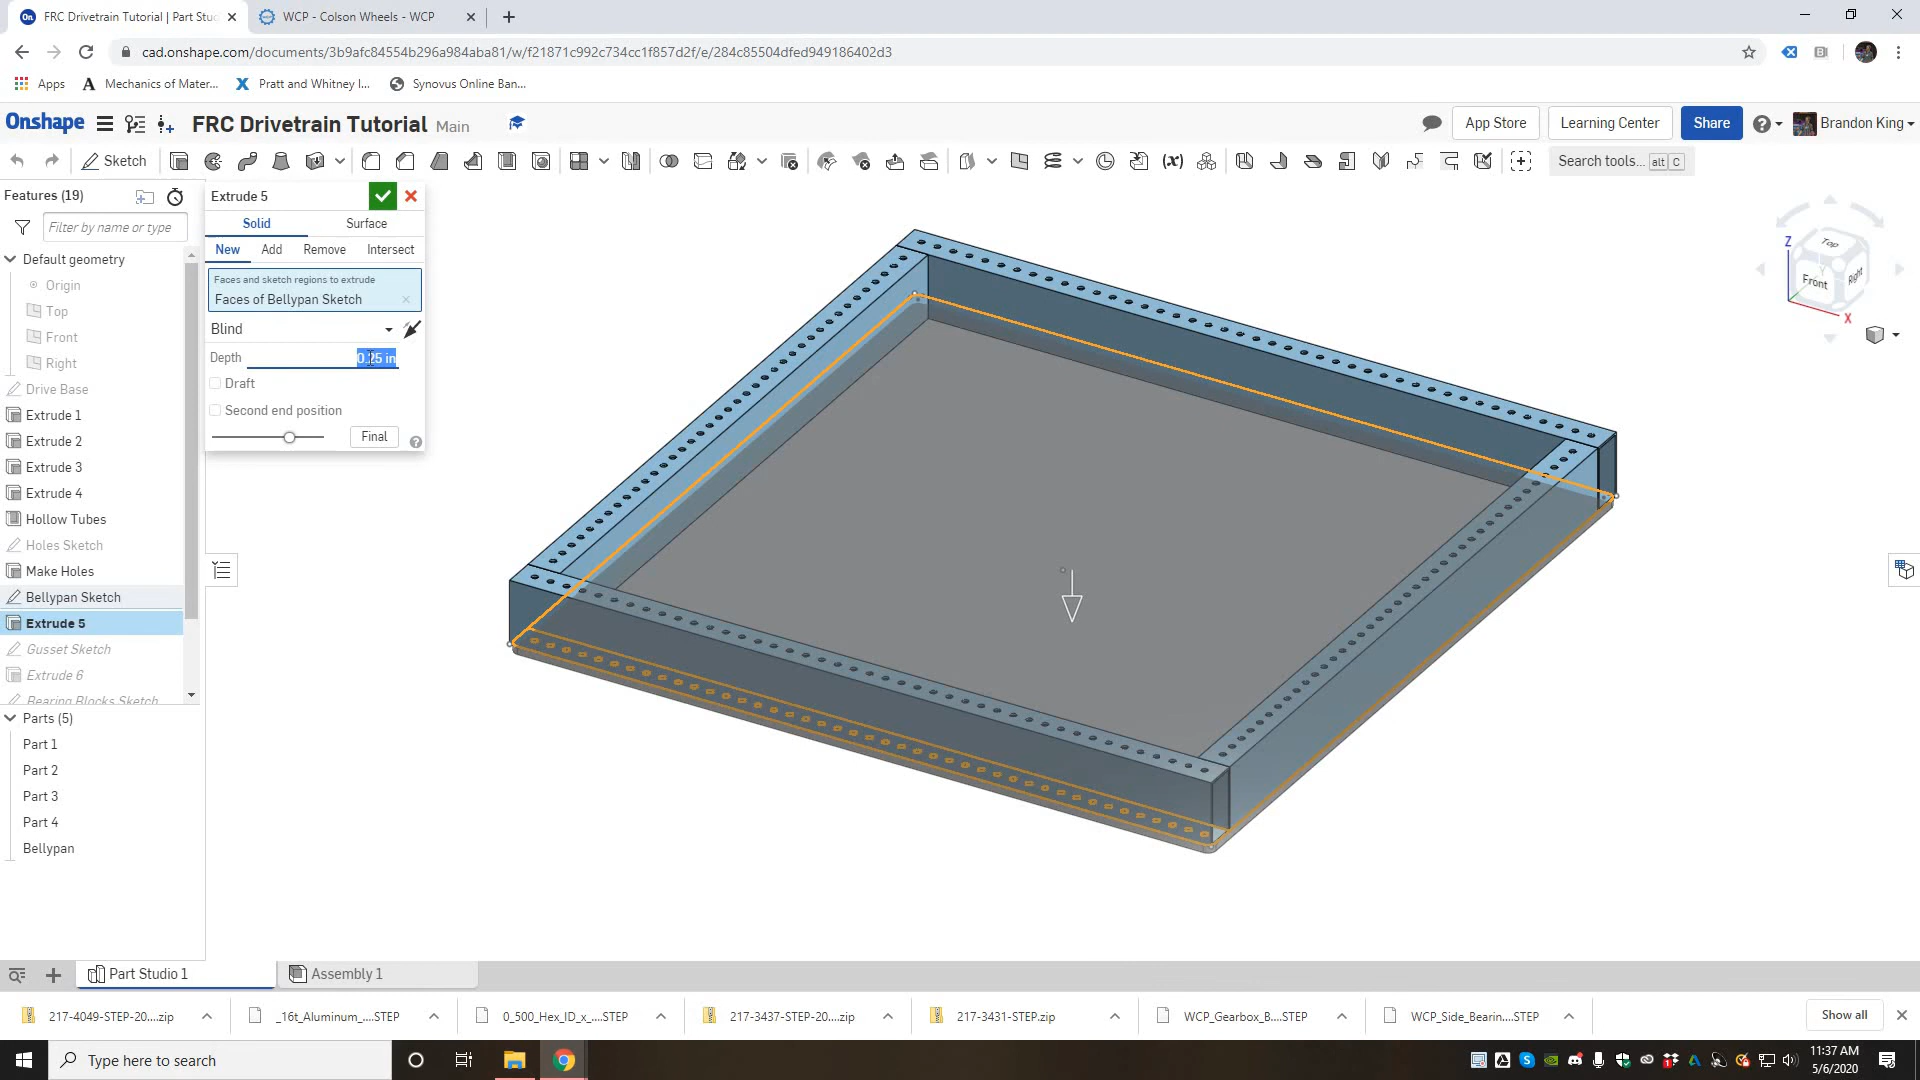 FRC Drivetrain Tutorial | Part Stu
WCP - Colson Wheels - WCP
cad.onshape.com/documents/3b9afc84554b296a984aba81/w/f21871c992c734cc1f857d2f/e/284c85504dfed949186402d3
Apps
Mechanics of Mater...
Pratt and Whitney I...
Synovus Online Ban...
Onshape
FRC Drivetrain Tutorial Main
App Store
Learning Center
Share
Brandon King
Sketch
Search tools... alt C
Features (19)
Filter by name or type
Default geometry
Origin
Top
Front
Right
Drive Base
Extrude 1
Extrude 2
Extrude 3
Extrude 4
Hollow Tubes
Holes Sketch
Make Holes
Bellypan Sketch
Extrude 5
Gusset Sketch
Extrude 6
Bearing Blocks Sketch
Parts (5)
Part 1
Part 2
Part 3
Part 4
Bellypan
Extrude 5
Solid Surface
New Add Remove Intersect
Faces and sketch regions to extrude
Faces of Bellypan Sketch
Blind
Depth
Draft
Second end position
Final
Z
Top
Front
Right
Y
X
Part Studio 1
Assembly 1
217-4049-STEP-20....zip
_16t_Aluminum_....STEP
0_500_Hex_ID_x_....STEP
217-3437-STEP-20....zip
217-3431-STEP.zip
WCP_Gearbox_B....STEP
WCP_Side_Bearin....STEP
Show all
Type here to search
11:37 AM
5/6/2020